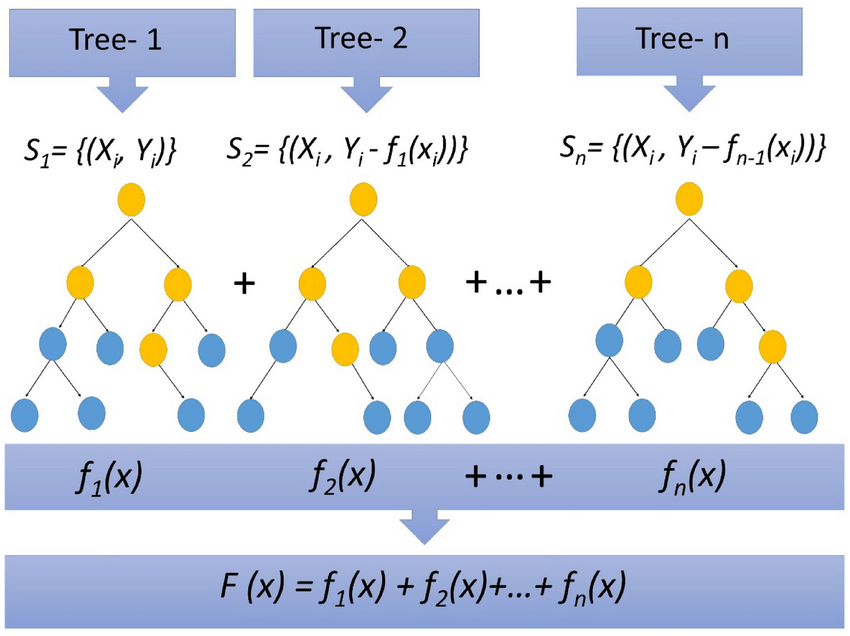 Tree- 1
Tree- 2
Tree- n
S₁= {(Xᵢ, Yᵢ)}
S₂= {(Xᵢ , Yᵢ - f₁(xᵢ))}
Sₙ= {(Xᵢ , Yᵢ – fₙ₋₁(xᵢ))}
+
+...+
f₁(x)
f₂(x)
+ ··· +
fₙ(x)
F (x) = f₁(x) + f₂(x)+...+ fₙ(x)